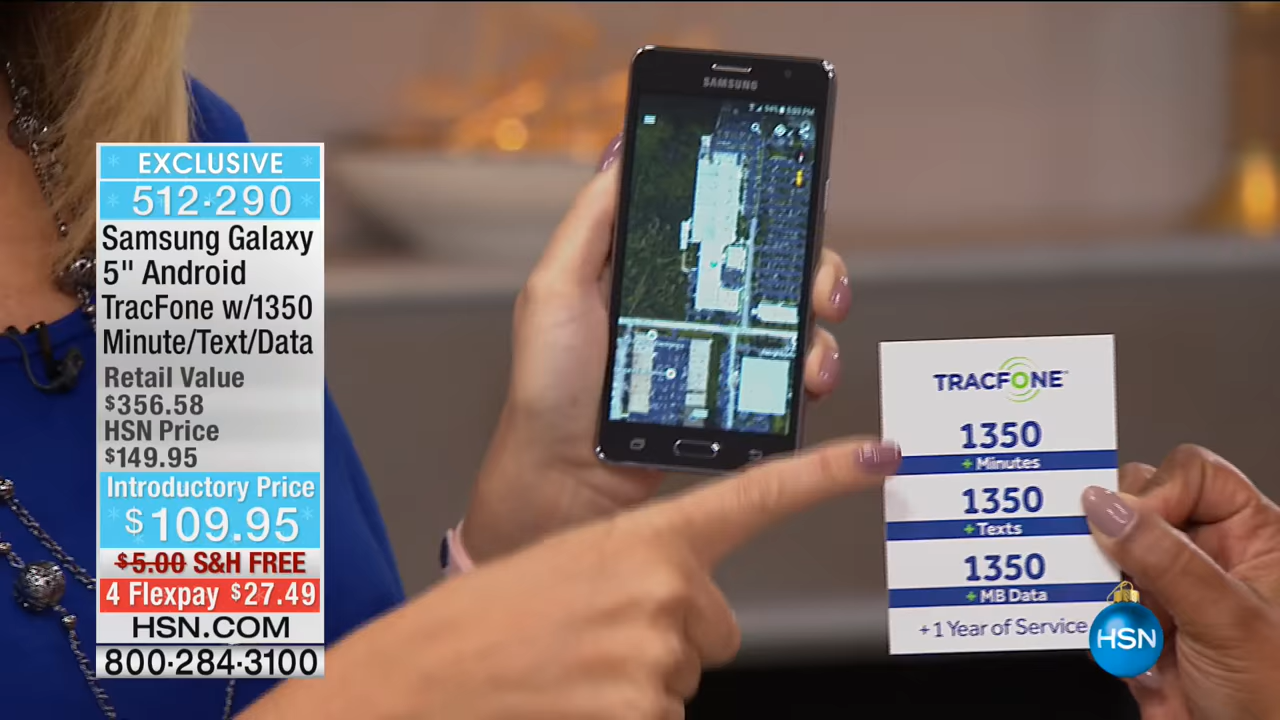 EXCLUSIVE
512·290
Samsung Galaxy
5" Android
TracFone w/1350
Minute/Text/Data
Retail Value
$356.58
HSN Price
$149.95
Introductory Price
$109.95
$5.00 S&H FREE
4 Flexpay $27.49
HSN.COM
800·284·3100
SAMSUNG
TRACFONE
1350
+ Minutes
1350
+ Texts
1350
+ MB Data
+ 1 Year of Service
HSN